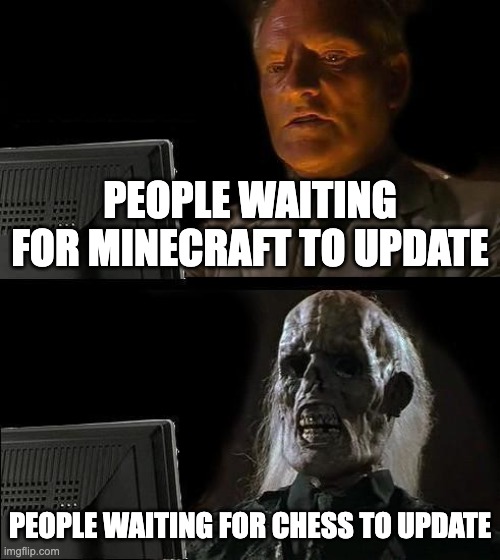 PEOPLE WAITING
FOR MINECRAFT TO UPDATE
PEOPLE WAITING FOR CHESS TO UPDATE
imgflip.com